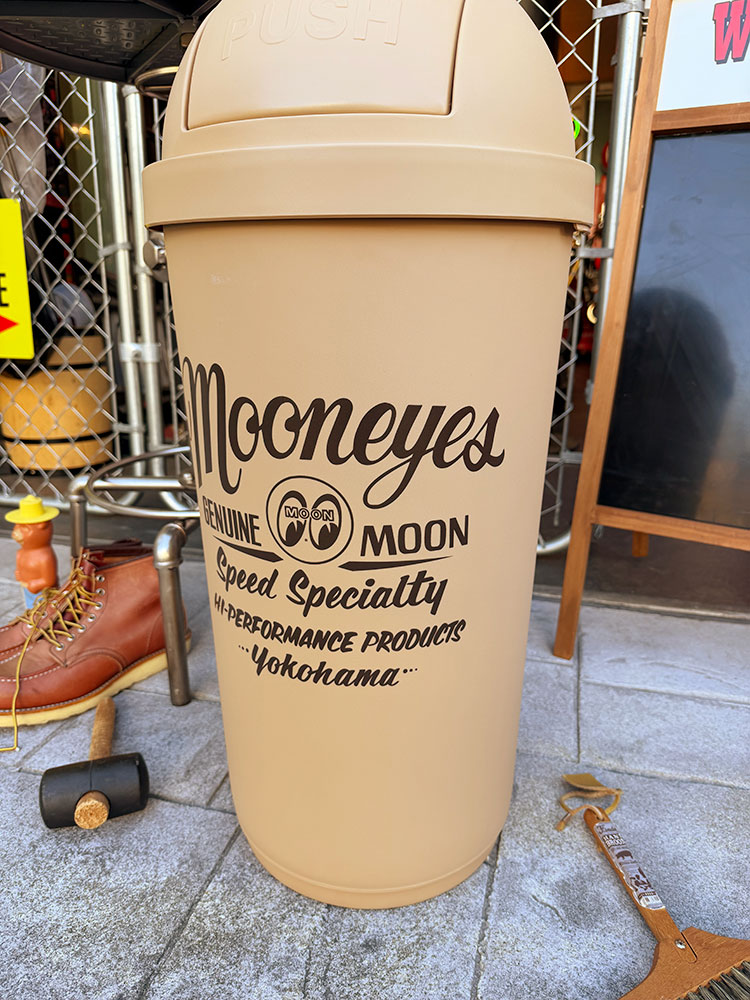 PUSH
W
E
Mooneyes
GENUINE MOON MOON
Speed Specialty
HI-PERFORMANCE PRODUCTS
...Yokohama...